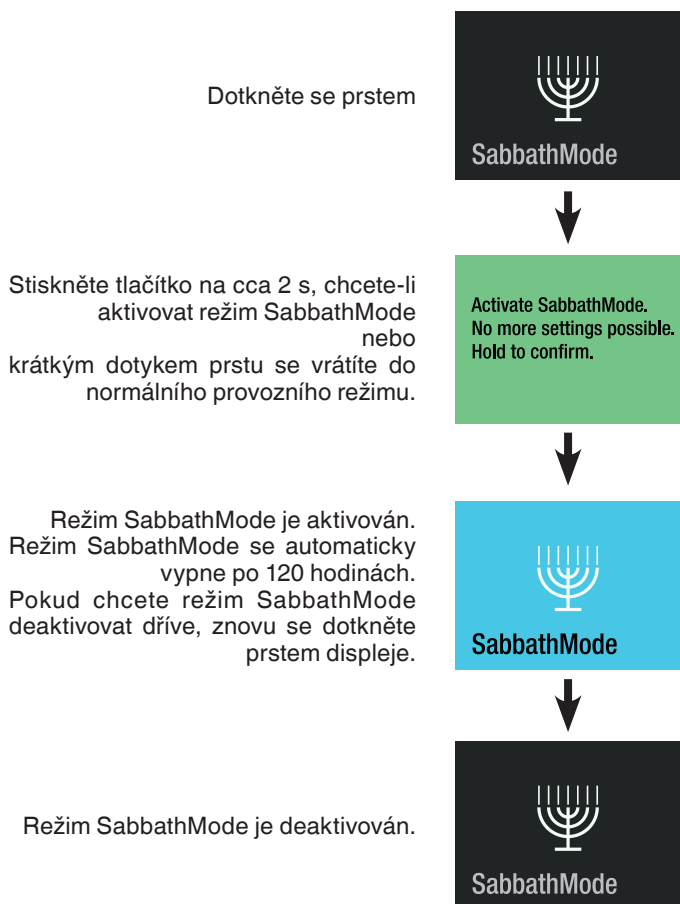 Dotkněte se prstem
SabbathMode
Stiskněte tlačítko na cca 2 s, chcete-li
aktivovat režim SabbathMode
nebo
krátkým dotykem prstu se vrátíte do
normálního provozního režimu.
Activate SabbathMode.
No more settings possible.
Hold to confirm.
Režim SabbathMode je aktivován.
Režim SabbathMode se automaticky
vypne po 120 hodinách.
Pokud chcete režim SabbathMode
deaktivovat dříve, znovu se dotkněte
prstem displeje.
SabbathMode
Režim SabbathMode je deaktivován.
SabbathMode